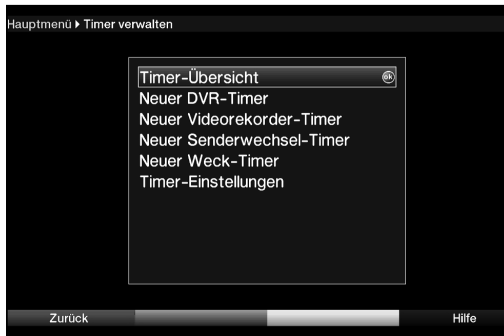 Hauptmenü ▸ Timer verwalten
Timer-Übersicht ok
Neuer DVR-Timer
Neuer Videorekorder-Timer
Neuer Senderwechsel-Timer
Neuer Weck-Timer
Timer-Einstellungen
Zurück Hilfe